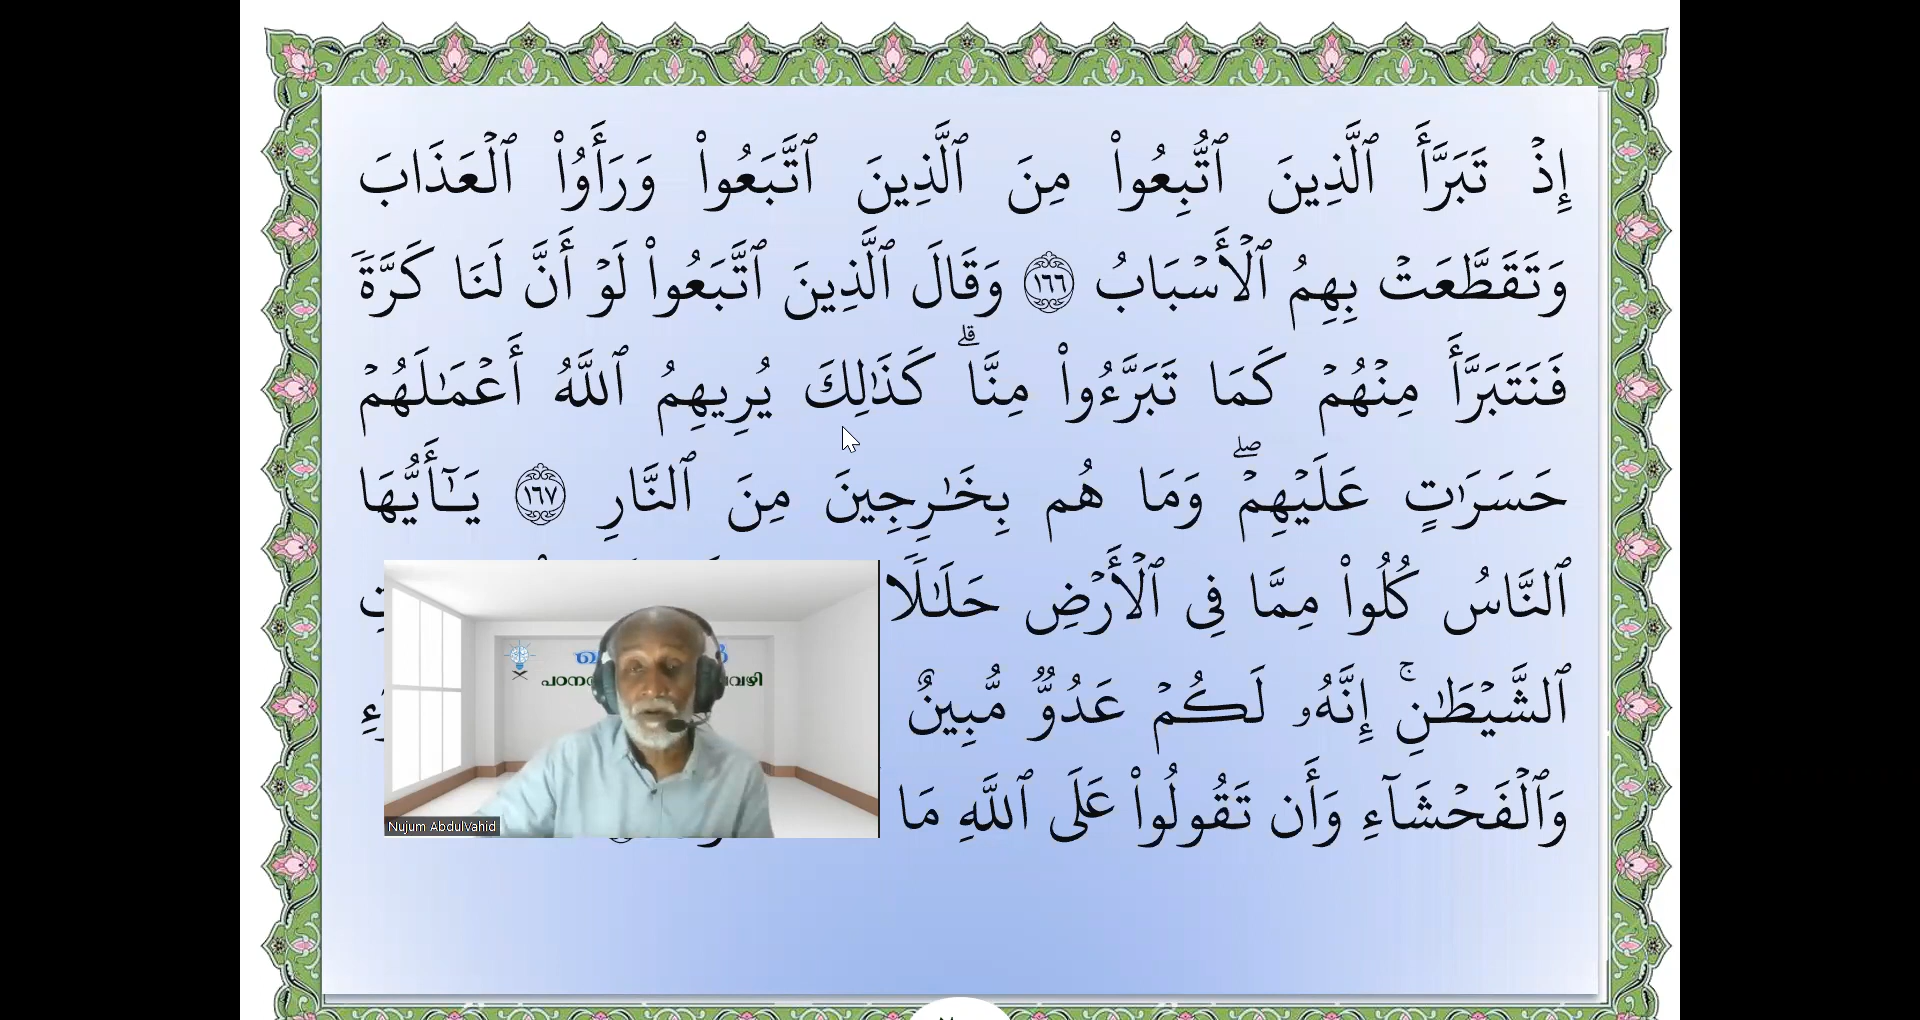 إِذۡ تَبَرَّأَ ٱلَّذِينَ ٱتُّبِعُواْ مِنَ ٱلَّذِينَ ٱتَّبَعُواْ وَرَأَوُاْ ٱلۡعَذَابَ
وَتَقَطَّعَتۡ بِهِمُ ٱلۡأَسۡبَابُ ١٦٦ وَقَالَ ٱلَّذِينَ ٱتَّبَعُواْ لَوۡ أَنَّ لَنَا كَرَّةٗ
فَنَتَبَرَّأَ مِنۡهُمۡ كَمَا تَبَرَّءُواْ مِنَّاۗ كَذَٰلِكَ يُرِيهِمُ ٱللَّهُ أَعۡمَٰلَهُمۡ
حَسَرَٰتٍ عَلَيۡهِمۡۖ وَمَا هُم بِخَٰرِجِينَ مِنَ ٱلنَّارِ ١٦٧ يَٰٓأَيُّهَا
ٱلنَّاسُ كُلُواْ مِمَّا فِي ٱلۡأَرۡضِ حَلَٰلٗا
ٱلشَّيۡطَٰنِۚ إِنَّهُۥ لَكُمۡ عَدُوّٞ مُّبِينٌ
وَٱلۡفَحۡشَآءِ وَأَن تَقُولُواْ عَلَى ٱللَّهِ مَا
Nujum AbdulVahid